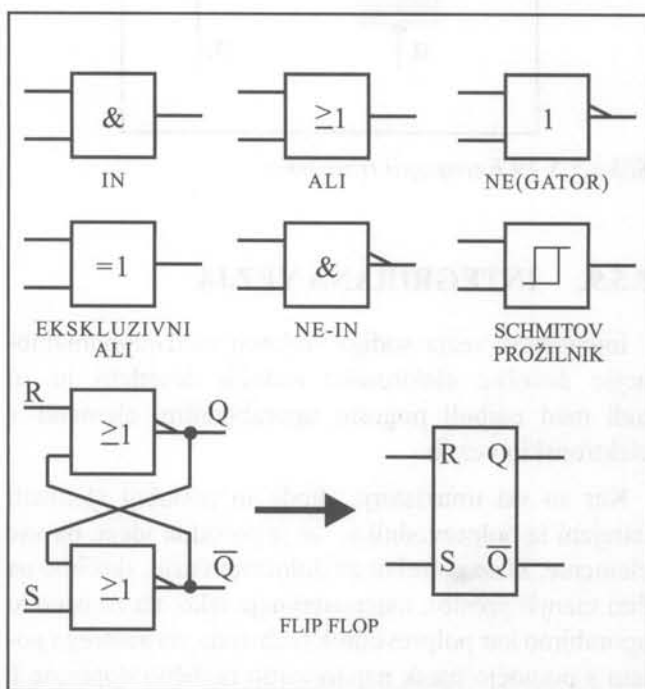 & ≥1 1
IN ALI NE(GATOR)
=1 &
EKSKLUZIVNI
ALI
NE-IN
SCHMITOV
PROŽILNIK
R ≥1 Q
S ≥1 Q̅
FLIP FLOP
R Q
S Q̅